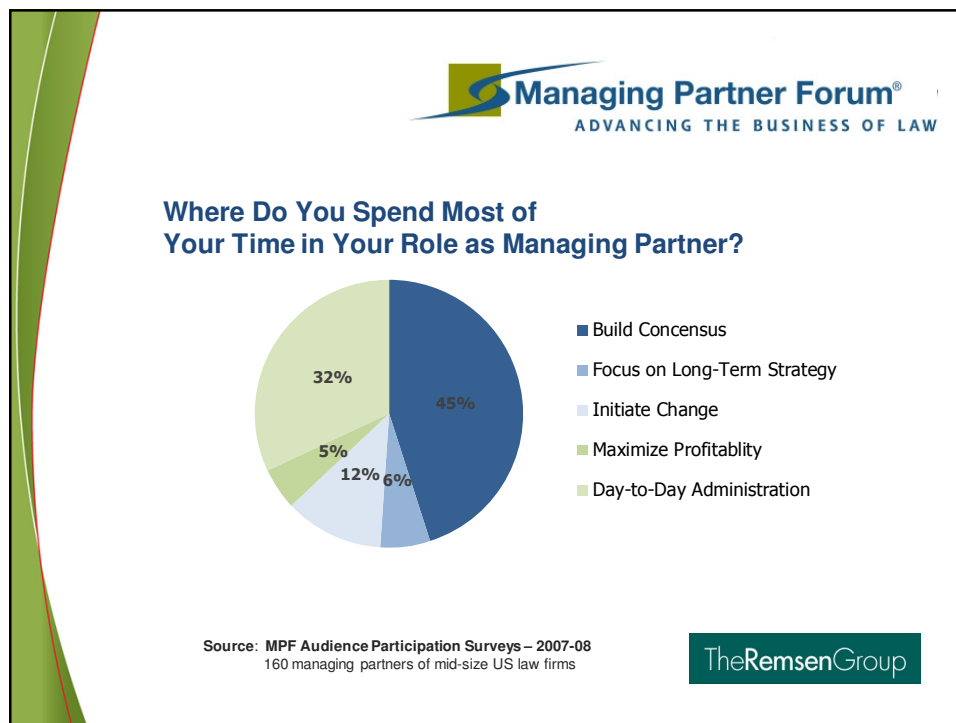 Managing Partner Forum®
ADVANCING THE BUSINESS OF LAW
Where Do You Spend Most of
Your Time in Your Role as Managing Partner?
32%
45%
5%
12%
6%
Build Concensus
Focus on Long-Term Strategy
Initiate Change
Maximize Profitablity
Day-to-Day Administration
Source: MPF Audience Participation Surveys – 2007-08
160 managing partners of mid-size US law firms
TheRemsenGroup